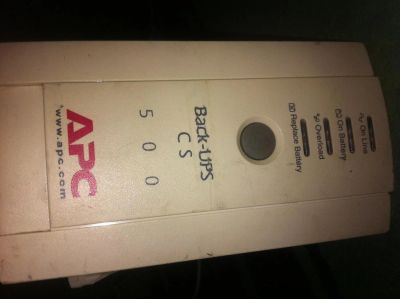 APC
www.apc.com
Back-UPS
CS
500
On Line
On Battery
Overload
Replace Battery